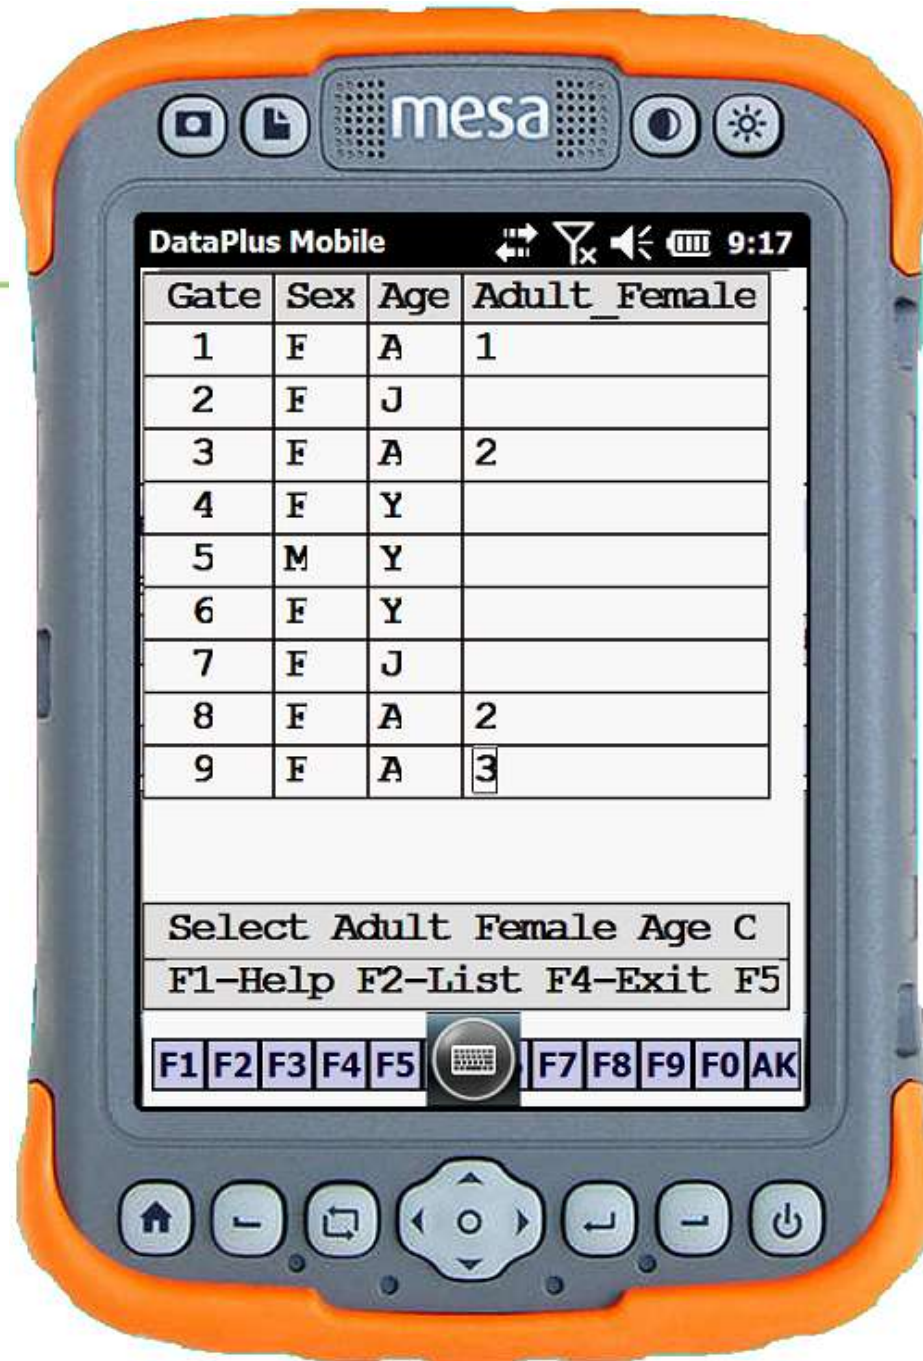 mesa
DataPlus Mobile 9:17
Gate Sex Age Adult_Female
1 F A 1
2 F J
3 F A 2
4 F Y
5 M Y
6 F Y
7 F J
8 F A 2
9 F A 3
Select Adult Female Age C
F1-Help F2-List F4-Exit F5
F1 F2 F3 F4 F5 F7 F8 F9 F0 AK